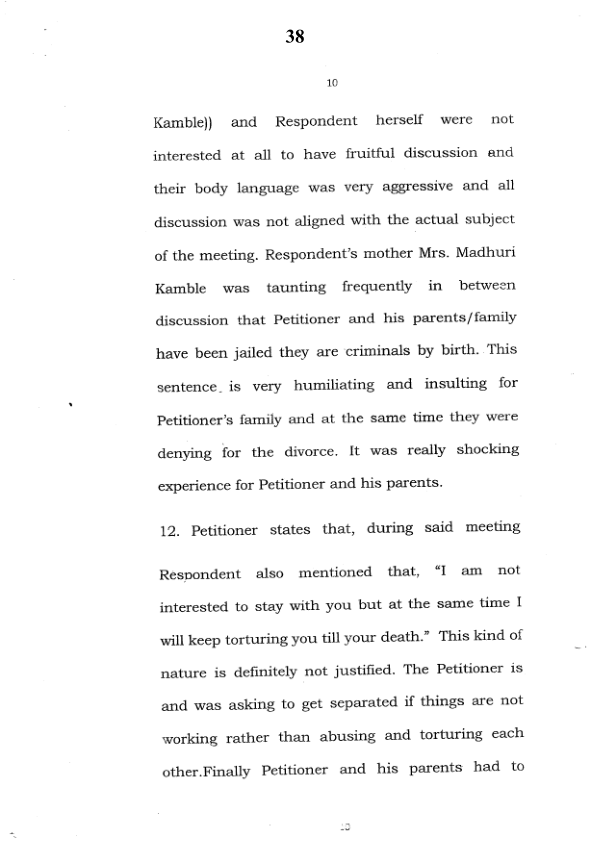 38
10
Kamble)) and Respondent herself were not
interested at all to have fruitful discussion and
their body language was very aggressive and all
discussion was not aligned with the actual subject
of the meeting. Respondent's mother Mrs. Madhuri
Kamble was taunting frequently in between
discussion that Petitioner and his parents/family
have been jailed they are criminals by birth. This
sentence is very humiliating and insulting for
Petitioner's family and at the same time they were
denying for the divorce. It was really shocking
experience for Petitioner and his parents.
12. Petitioner states that, during said meeting
Respondent also mentioned that, “I am not
interested to stay with you but at the same time I
will keep torturing you till your death.” This kind of
nature is definitely not justified. The Petitioner is
and was asking to get separated if things are not
working rather than abusing and torturing each
other.Finally Petitioner and his parents had to